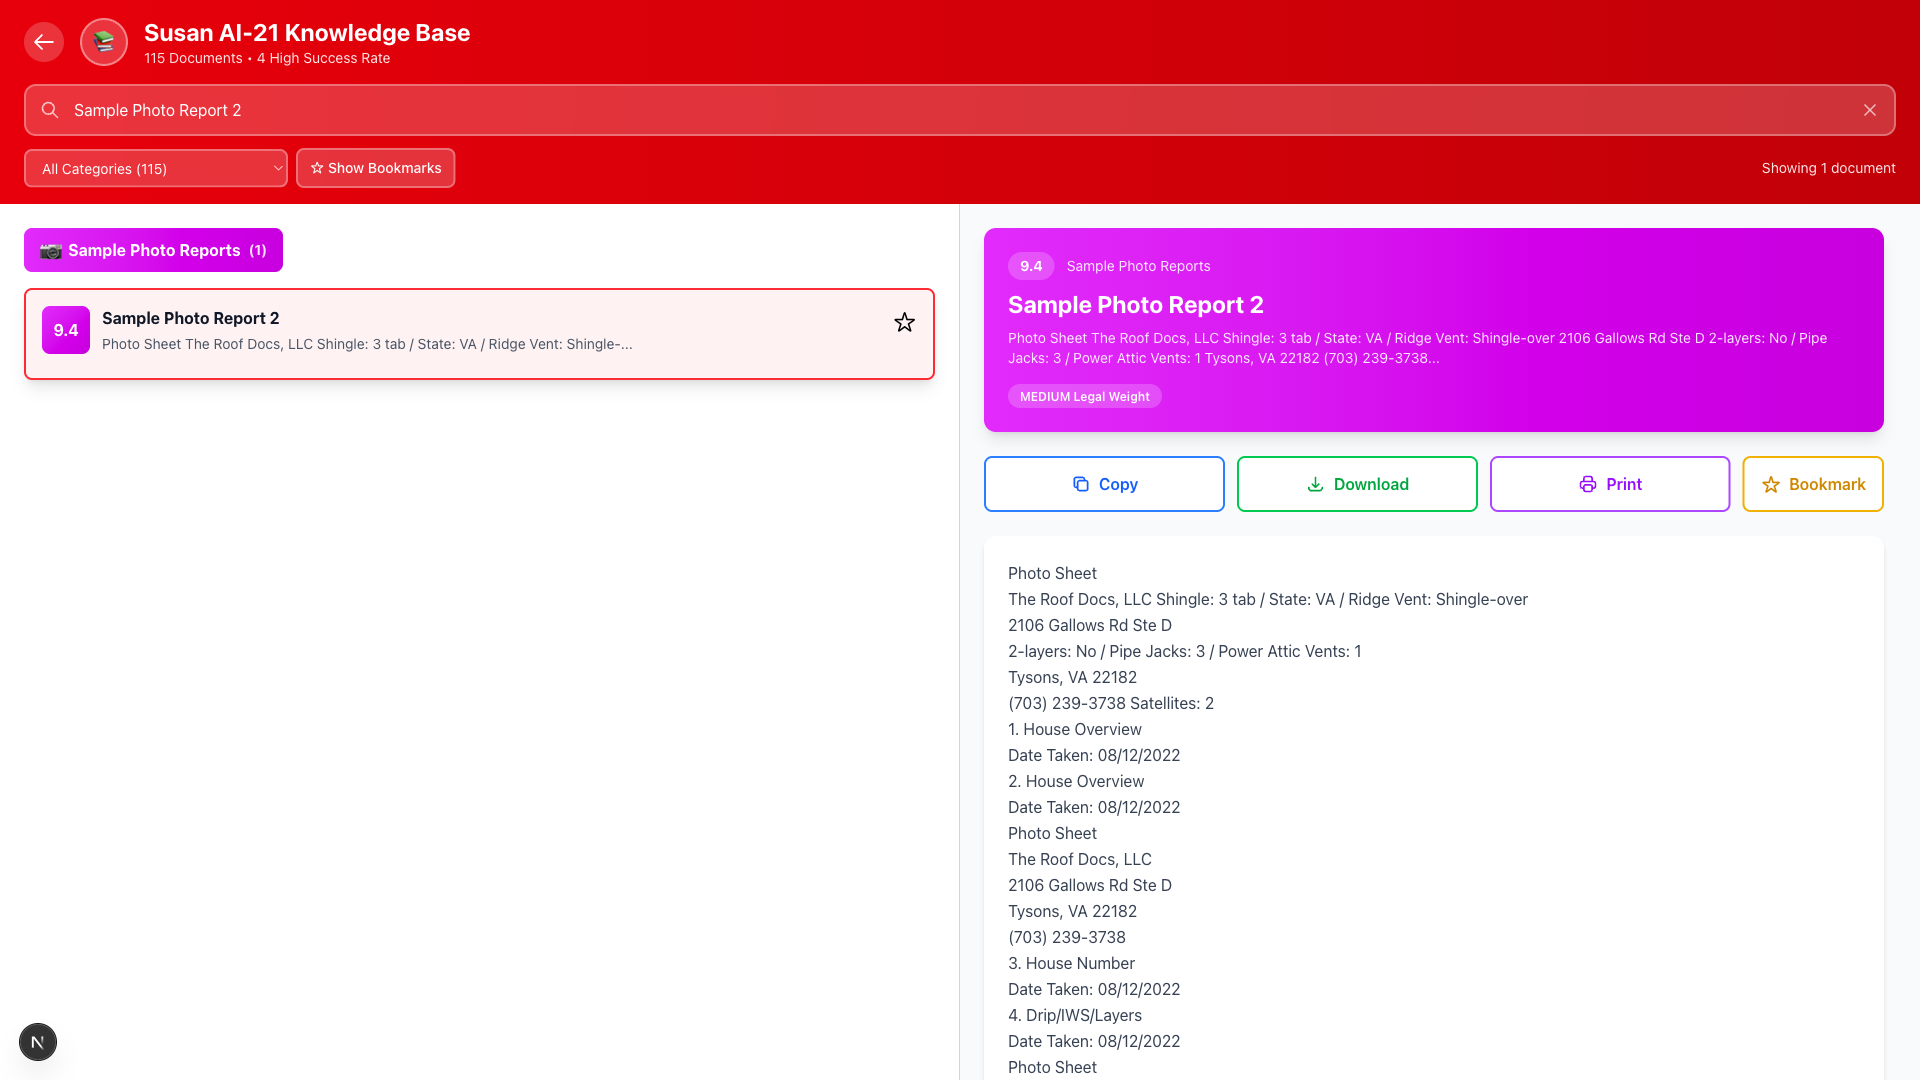 Susan AI-21 Knowledge Base
115 Documents • 4 High Success Rate
Sample Photo Report 2
All Categories (115)
Show Bookmarks
Showing 1 document
Sample Photo Reports (1)
9.4
Sample Photo Report 2
Photo Sheet The Roof Docs, LLC Shingle: 3 tab / State: VA / Ridge Vent: Shingle-...
N
9.4 Sample Photo Reports
Sample Photo Report 2
Photo Sheet The Roof Docs, LLC Shingle: 3 tab / State: VA / Ridge Vent: Shingle-over 2106 Gallows Rd Ste D 2-layers: No / Pipe
Jacks: 3 / Power Attic Vents: 1 Tysons, VA 22182 (703) 239-3738...
MEDIUM Legal Weight
Copy
Download
Print
Bookmark
Photo Sheet
The Roof Docs, LLC Shingle: 3 tab / State: VA / Ridge Vent: Shingle-over
2106 Gallows Rd Ste D
2-layers: No / Pipe Jacks: 3 / Power Attic Vents: 1
Tysons, VA 22182
(703) 239-3738 Satellites: 2
1. House Overview
Date Taken: 08/12/2022
2. House Overview
Date Taken: 08/12/2022
Photo Sheet
The Roof Docs, LLC
2106 Gallows Rd Ste D
Tysons, VA 22182
(703) 239-3738
3. House Number
Date Taken: 08/12/2022
4. Drip/IWS/Layers
Date Taken: 08/12/2022
Photo Sheet